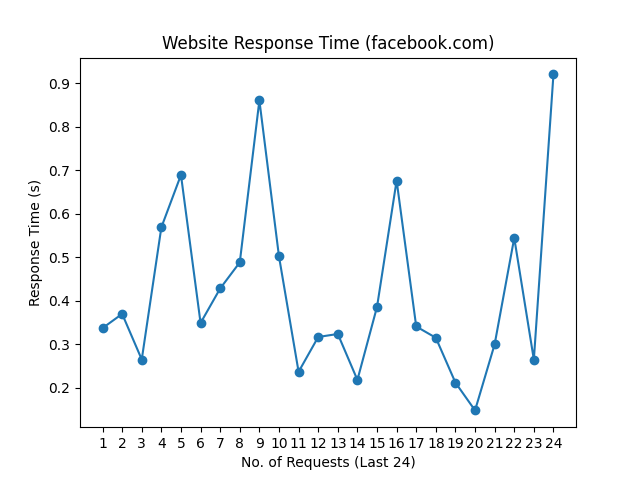 Website Response Time (facebook.com)
Response Time (s)
0.9
0.8
0.7
0.6
0.5
0.4
0.3
0.2
1 2 3 4 5 6 7 8 9 10 11 12 13 14 15 16 17 18 19 20 21 22 23 24
No. of Requests (Last 24)